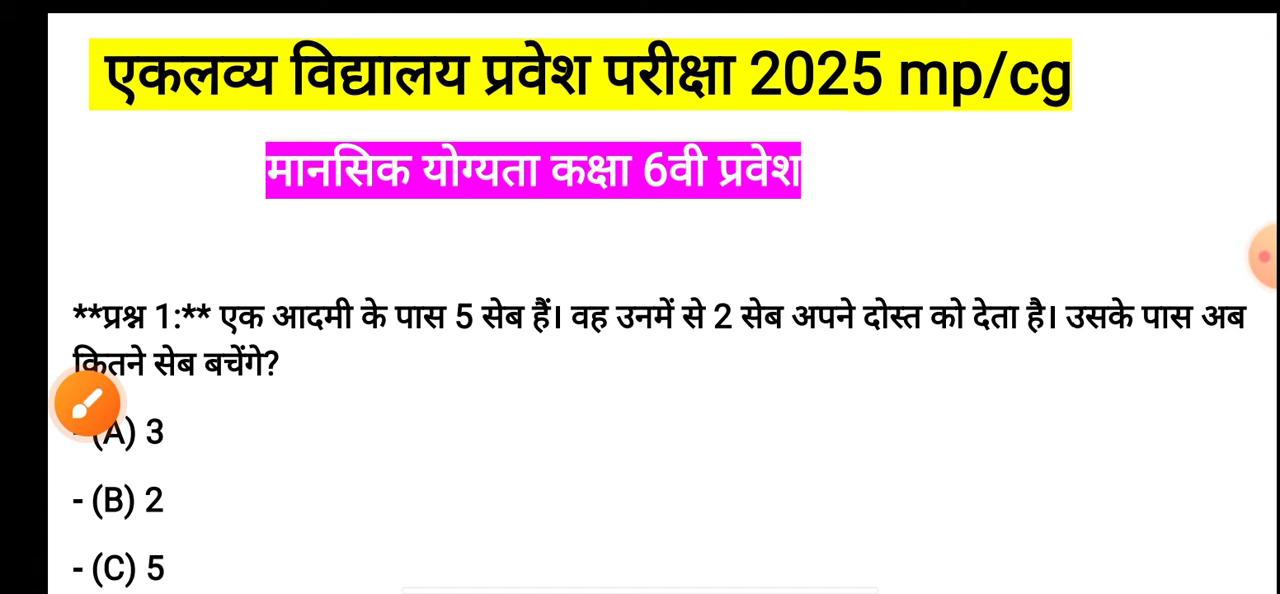 एकलव्य विद्यालय प्रवेश परीक्षा 2025 mp/cg
मानसिक योग्यता कक्षा 6वी प्रवेश
**प्रश्न 1:** एक आदमी के पास 5 सेब हैं। वह उनमें से 2 सेब अपने दोस्त को देता है। उसके पास अब
कितने सेब बचेंगे?
- (A) 3
- (B) 2
- (C) 5